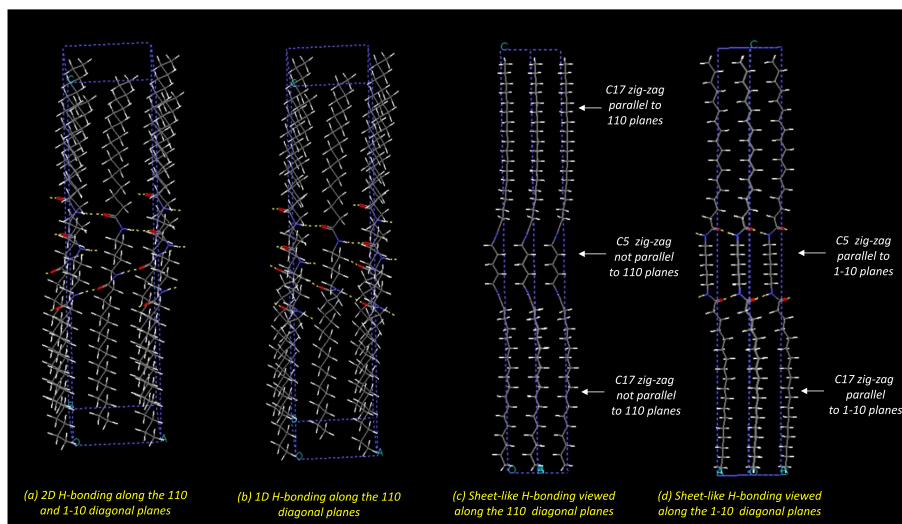 C17 zig-zag
parallel to
110 planes
C5 zig-zag
not parallel
to 110 planes
C17 zig-zag
not parallel
to 110 planes
C5 zig-zag
parallel to
1-10 planes
C17 zig-zag
parallel
to 1-10 planes
(a) 2D H-bonding along the 110
and 1-10 diagonal planes
(b) 1D H-bonding along the 110
diagonal planes
(c) Sheet-like H-bonding viewed
along the 110 diagonal planes
(d) Sheet-like H-bonding viewed
along the 1-10 diagonal planes
C
C
O
A
O
A
O